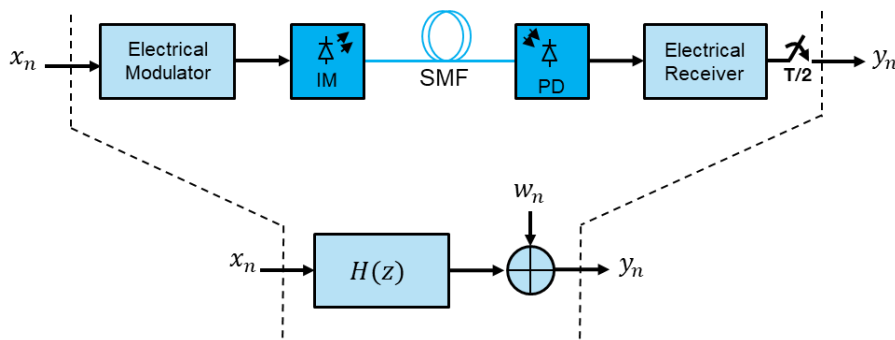 x_n
Electrical
Modulator
IM
SMF
PD
Electrical
Receiver
T/2
y_n
w_n
x_n
H(z)
y_n